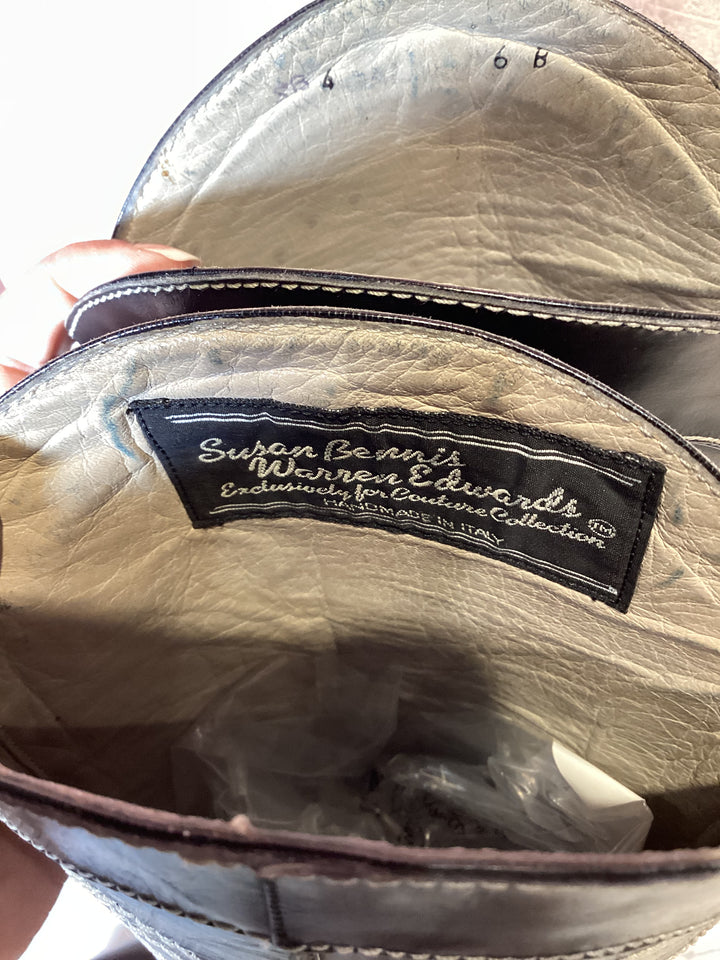 6 B
Susan Bennis
Warren Edwards
Exclusively for Couture Collection
TM
HANDMADE IN ITALY